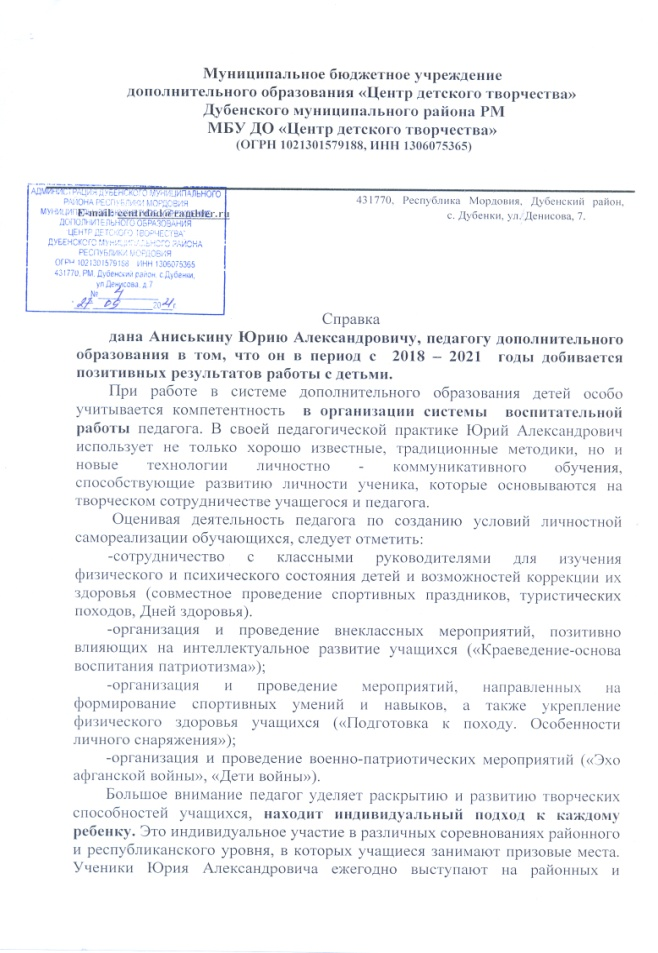 Муниципальное бюджетное учреждение
дополнительного образования «Центр детского творчества»
Дубенского муниципального района РМ
МБУ ДО «Центр детского творчества»
(ОГРН 1021301579188, ИНН 1306075365)
431770, Республика Мордовия, Дубенский район,
с. Дубенки, ул./Денисова, 7.
АДМИНИСТРАЦИЯ ДУБЕНСКОГО МУНИЦИПАЛЬНОГО
РАЙОНА РЕСПУБЛИКИ МОРДОВИЯ
E-mail:
ДОПОЛНИТЕЛЬНОГО ОБРАЗОВАНИЯ
"ЦЕНТР ДЕТСКОГО ТВОРЧЕСТВА"
ДУБЕНСКОГО МУНИЦИПАЛЬНОГО РАЙОНА
РЕСПУБЛИКИ МОРДОВИЯ
ОГРН 1021301579188 ИНН 1306075365
431770, РМ, Дубенский район, с.Дубенки,
ул.Денисова, д.7
№ 4
21 05 2021 г.
Справка
дана Аниськину Юрию Александровичу, педагогу дополнительного
образования в том, что он в период с 2018 – 2021 годы добивается
позитивных результатов работы с детьми.
При работе в системе дополнительного образования детей особо
учитывается компетентность в организации системы воспитательной
работы педагога. В своей педагогической практике Юрий Александрович
использует не только хорошо известные, традиционные методики, но и
новые технологии личностно - коммуникативного обучения,
способствующие развитию личности ученика, которые основываются на
творческом сотрудничестве учащегося и педагога.
Оценивая деятельность педагога по созданию условий личностной
самореализации обучающихся, следует отметить:
-сотрудничество с классными руководителями для изучения
физического и психического состояния детей и возможностей коррекции их
здоровья (совместное проведение спортивных праздников, туристических
походов, Дней здоровья).
-организация и проведение внеклассных мероприятий, позитивно
влияющих на интеллектуальное развитие учащихся («Краеведение-основа
воспитания патриотизма»);
-организация и проведение мероприятий, направленных на
формирование спортивных умений и навыков, а также укрепление
физического здоровья учащихся («Подготовка к походу. Особенности
личного снаряжения»);
-организация и проведение военно-патриотических мероприятий («Эхо
афганской войны», «Дети войны»).
Большое внимание педагог уделяет раскрытию и развитию творческих
способностей учащихся, находит индивидуальный подход к каждому
ребенку. Это индивидуальное участие в различных соревнованиях районного
и республиканского уровня, в которых учащиеся занимают призовые места.
Ученики Юрия Александровича ежегодно выступают на районных и